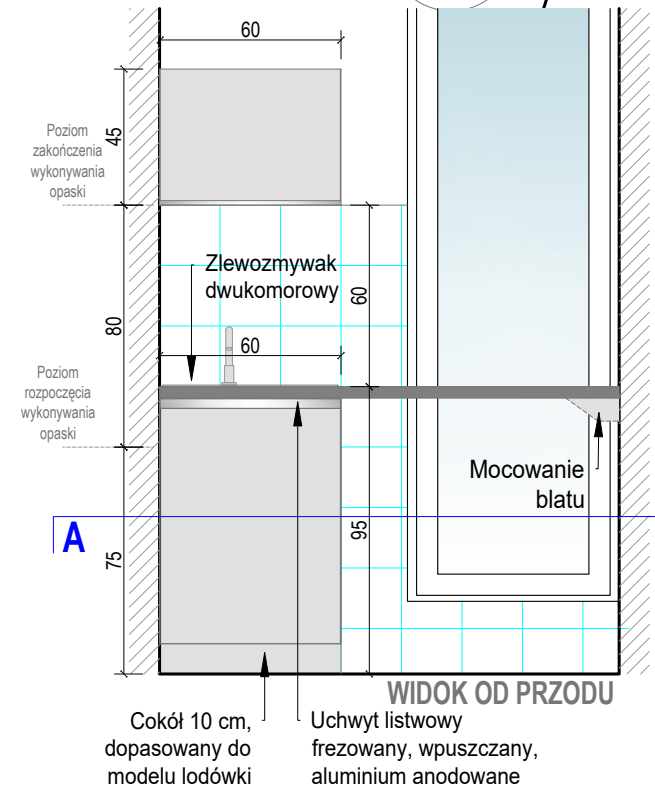 60
45
Poziom
zakończenia
wykonywania
opaski
Zlewozmywak
dwukomorowy
60
80
60
Poziom
rozpoczęcia
wykonywania
opaski
Mocowanie
blatu
A
95
75
WIDOK OD PRZODU
Cokół 10 cm,
dopasowany do
modelu lodówki
Uchwyt listwowy
frezowany, wpuszczany,
aluminium anodowane